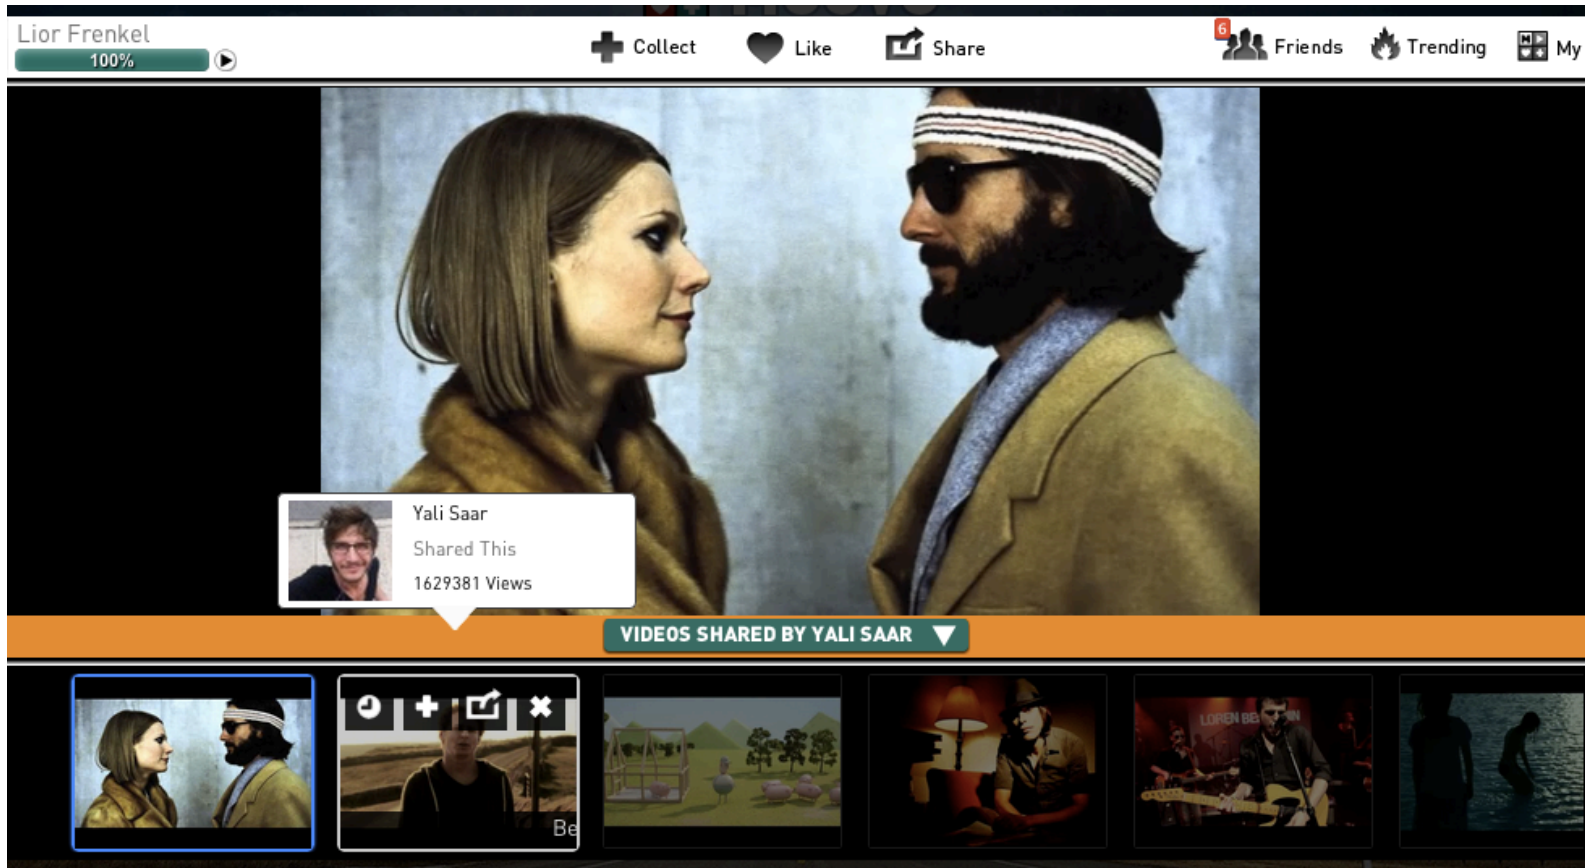 Lior Frenkel
100%
Collect
Like
Share
6
Friends
Trending
My
Yali Saar
Shared This
1629381 Views
VIDEOS SHARED BY YALI SAAR
Be